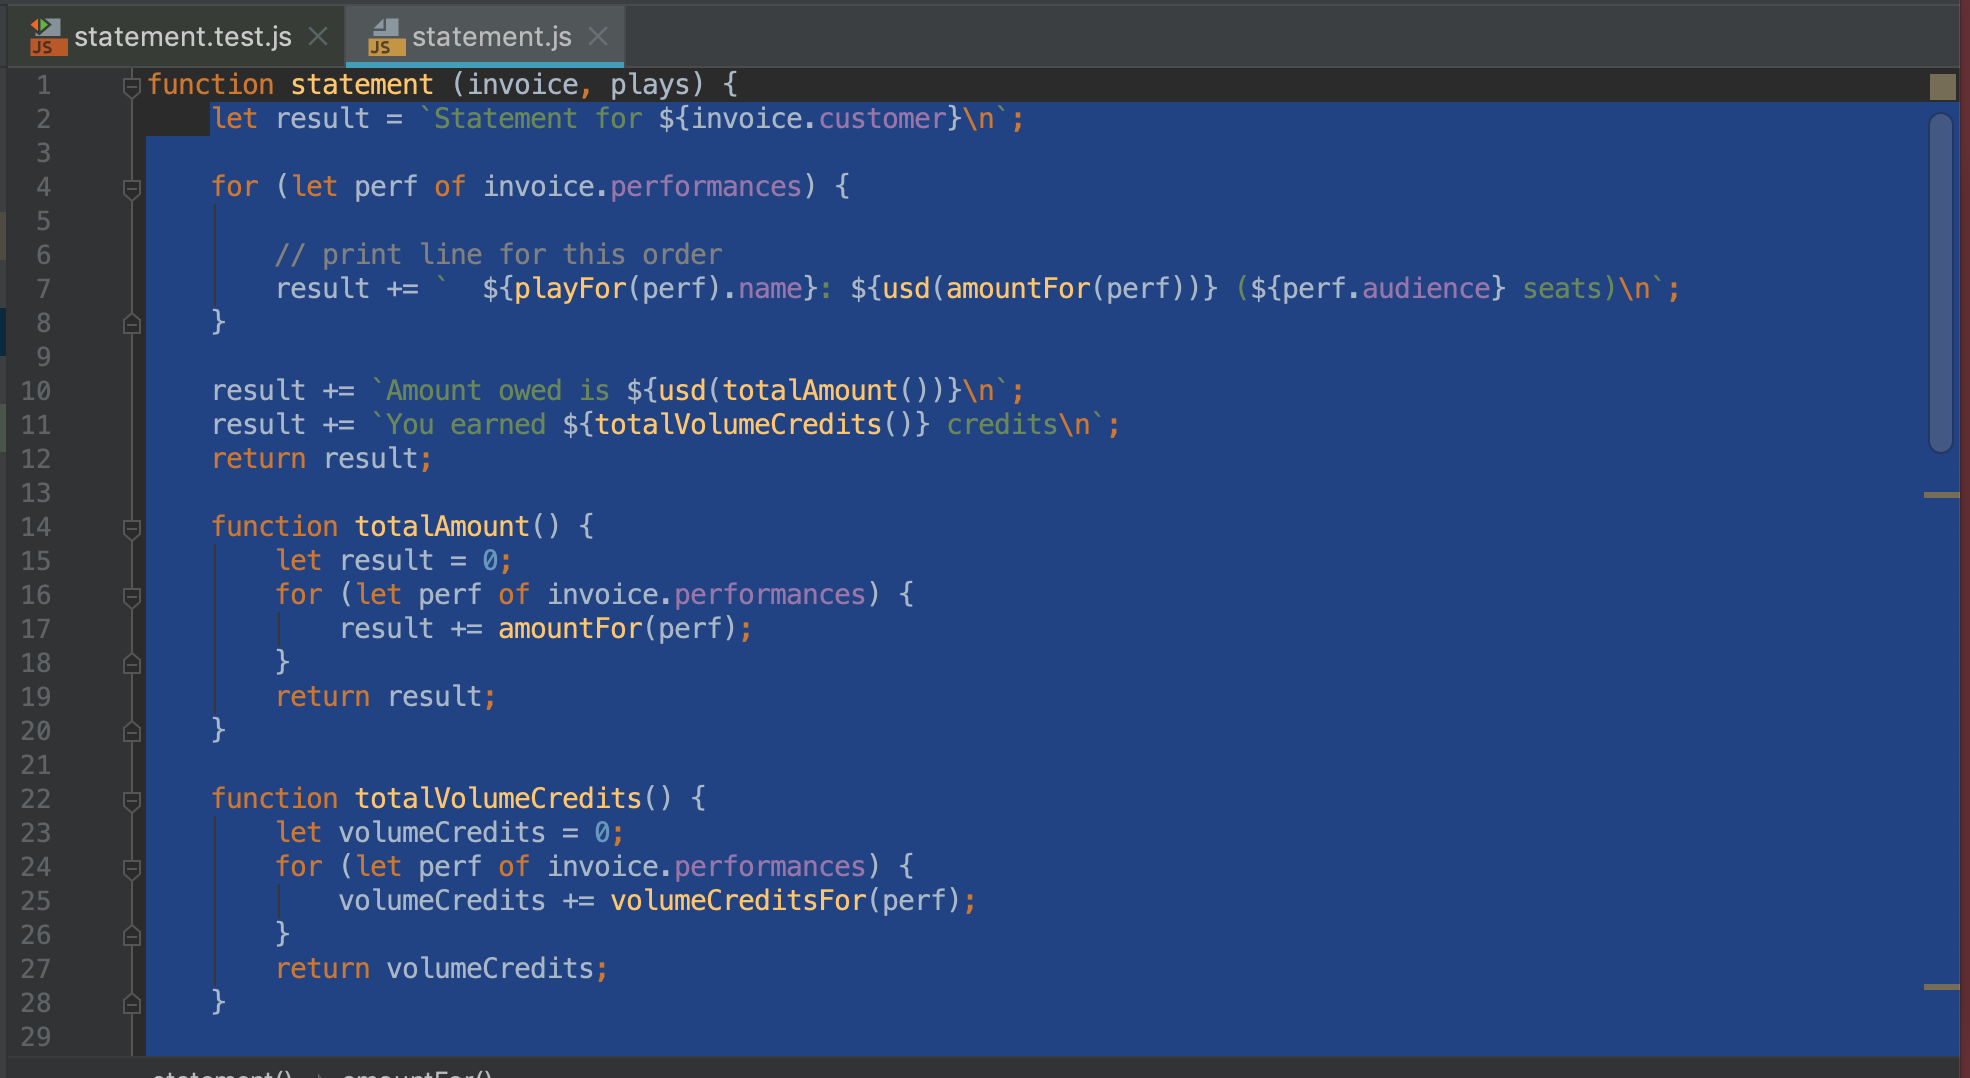 JS statement.test.js JS statement.js
1 function statement (invoice, plays) {
2 let result = `Statement for ${invoice.customer}\n`;
3
4 for (let perf of invoice.performances) {
5
6 // print line for this order
7 result += `  ${playFor(perf).name}: ${usd(amountFor(perf))} (${perf.audience} seats)\n`;
8 }
9
10 result += `Amount owed is ${usd(totalAmount())}\n`;
11 result += `You earned ${totalVolumeCredits()} credits\n`;
12 return result;
13
14 function totalAmount() {
15 let result = 0;
16 for (let perf of invoice.performances) {
17 result += amountFor(perf);
18 }
19 return result;
20 }
21
22 function totalVolumeCredits() {
23 let volumeCredits = 0;
24 for (let perf of invoice.performances) {
25 volumeCredits += volumeCreditsFor(perf);
26 }
27 return volumeCredits;
28 }
29
statement() › amountFor()